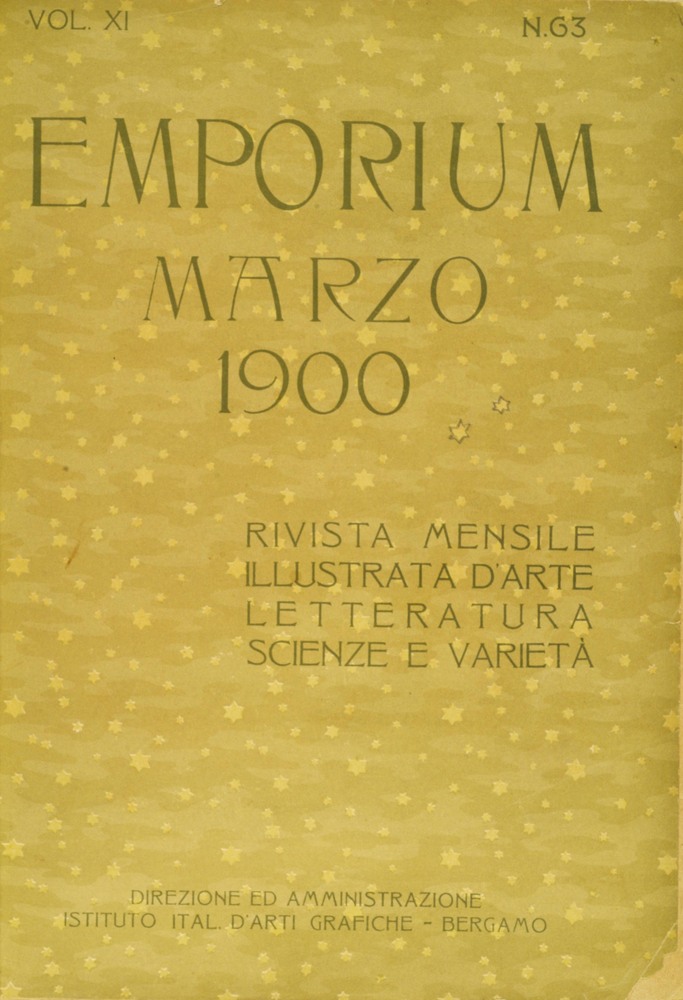 VOL. XI
N.63
EMPORIUM
MARZO
1900
RIVISTA MENSILE
ILLUSTRATA D'ARTE
LETTERATURA
SCIENZE E VARIETÀ
DIREZIONE ED AMMINISTRAZIONE
ISTITUTO ITAL. D'ARTI GRAFICHE - BERGAMO